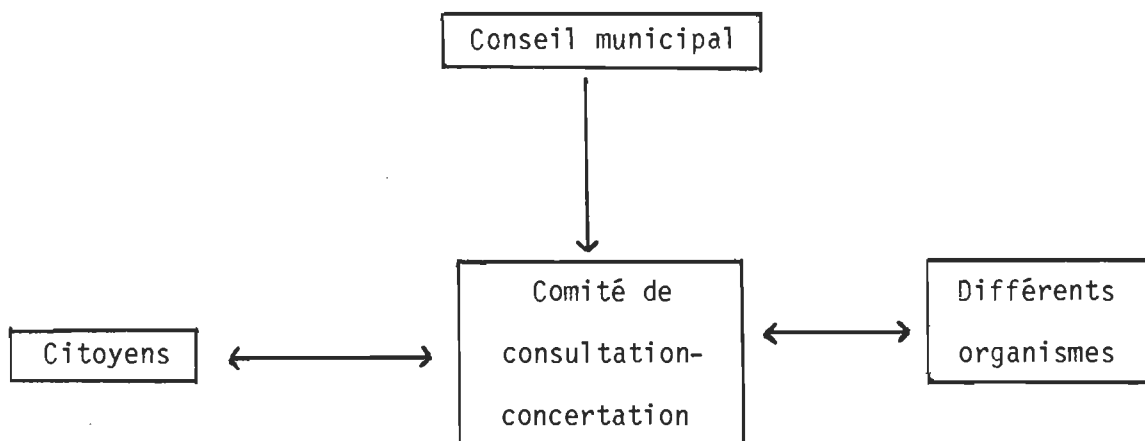 Conseil municipal
Citoyens
Comité de
consultation-
concertation
Différents
organismes